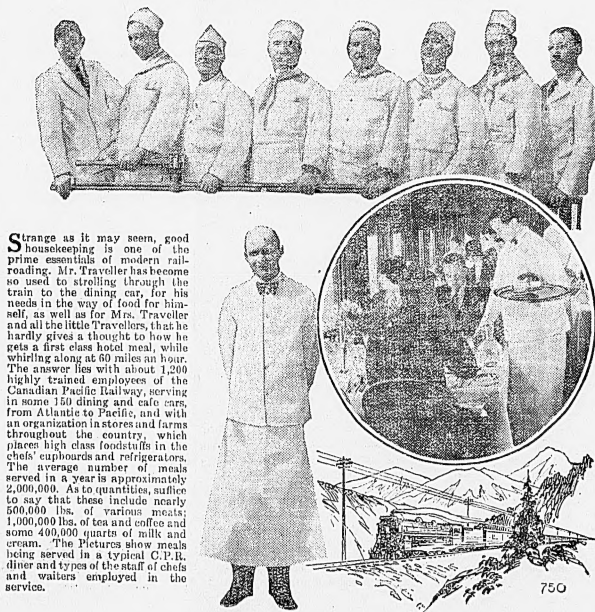 Strange as it may seem, good
housekeeping is one of the
prime essentials of modern rail-
roading. Mr. Traveller has become
so used to strolling through the
train to the dining car, for his
needs in the way of food for him-
self, as well as for Mrs. Traveller
and all the little Travellers, that he
hardly gives a thought to how he
gets a first class hotel meal, while
whirling along at 60 miles an hour.
The answer lies with about 1,200
highly trained employees of the
Canadian Pacific Railway, serving
in some 150 dining and cafe cars,
from Atlantic to Pacific, and with
an organization in stores and farms
throughout the country, which
places high class foodstuffs in the
chefs' cupboards and refrigerators.
The average number of meals
served in a year is approximately
2,000,000. As to quantities, suffice
to say that these include nearly
500,000 lbs. of various meats;
1,000,000 lbs. of tea and coffee and
some 400,000 quarts of milk and
cream. The Pictures show meals
being served in a typical C.P.R.
diner and types of the staff of chefs
and waiters employed in the
service.
750